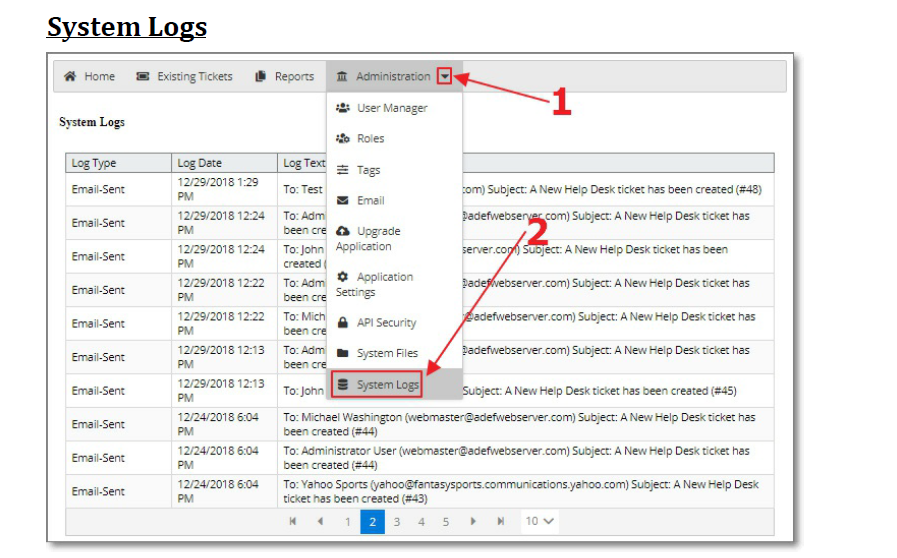 System Logs
Home Existing Tickets Reports Administration
1
User Manager
System Logs
Roles
Log Type Log Date Log Text
Tags
Email-Sent 12/29/2018 1:29 PM To: Test com) Subject: A New Help Desk ticket has been created (#48)
Email
Email-Sent 12/29/2018 12:24 PM To: Adm @adefwebserver.com) Subject: A New Help Desk ticket has
been cre
Upgrade
Application
2
Email-Sent 12/29/2018 12:24 PM To: John server.com) Subject: A New Help Desk ticket has been
created (
Application
Settings
Email-Sent 12/29/2018 12:22 PM To: Adm @adefwebserver.com) Subject: A New Help Desk ticket has
been cre
Email-Sent 12/29/2018 12:22 PM To: Mich r@adefwebserver.com) Subject: A New Help Desk ticket has
been cre
API Security
Email-Sent 12/29/2018 12:13 PM To: Adm @adefwebserver.com) Subject: A New Help Desk ticket has
been cre
System Files
Email-Sent 12/29/2018 12:13 PM To: John Subject: A New Help Desk ticket has been created (#45)
System Logs
Email-Sent 12/24/2018 6:04 PM To: Michael Washington (webmaster@adefwebserver.com) Subject: A New Help Desk ticket has
been created (#44)
Email-Sent 12/24/2018 6:04 PM To: Administrator User (webmaster@adefwebserver.com) Subject: A New Help Desk ticket has
been created (#44)
Email-Sent 12/24/2018 6:04 PM To: Yahoo Sports (yahoo@fantasysports.communications.yahoo.com) Subject: A New Help Desk
ticket has been created (#43)
1 2 3 4 5 10